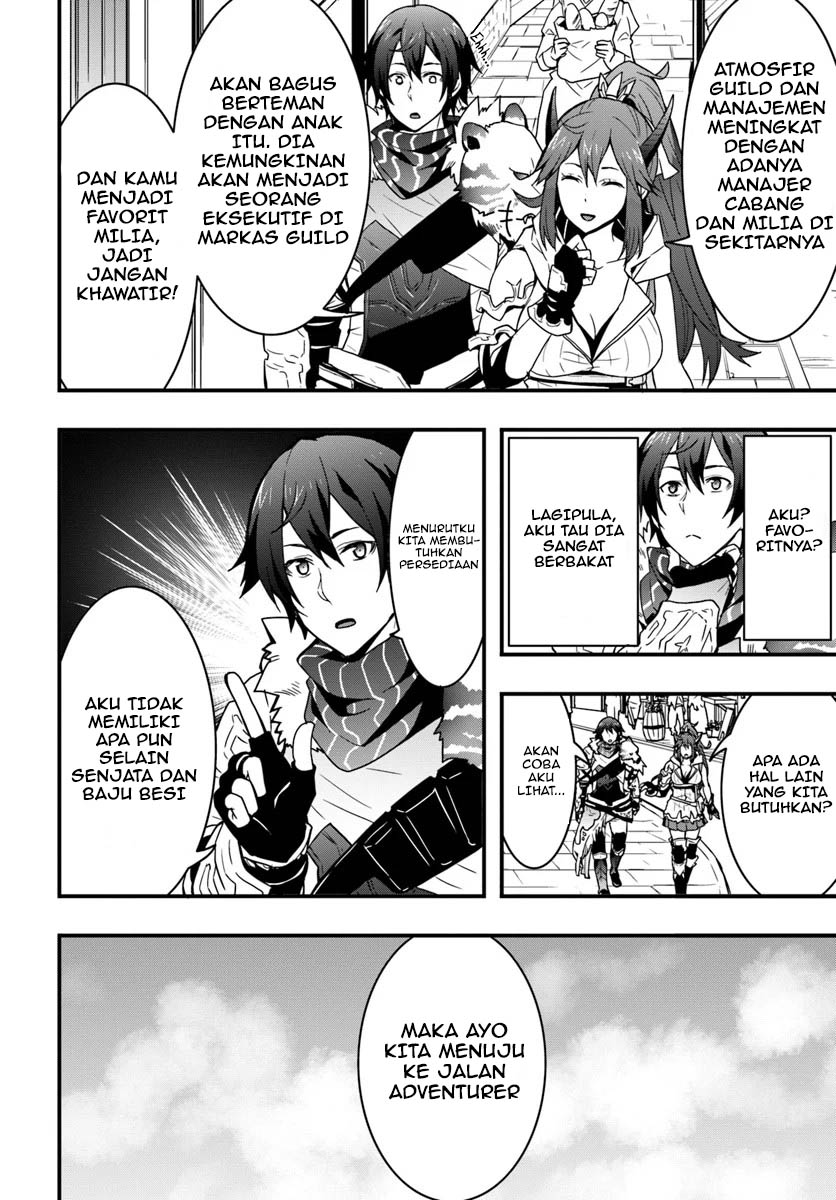 ATMOSFIR
GUILD DAN
MANAJEMEN
MENINGKAT
DENGAN
ADANYA
MANAJER
CABANG
DAN MILIA DI
SEKITARNYA
Ehh...
AKAN BAGUS
BERTEMAN
DENGAN ANAK
ITU. DIA
KEMUNGKINAN
AKAN MENJADI
SEORANG
EKSEKUTIF DI
MARKAS GUILD
DAN KAMU
MENJADI
FAVORIT
MILIA,
JADI
JANGAN
KHAWATIR!
AKU?
FAVO-
RITNYA?
LAGIPULA,
AKU TAU DIA
SANGAT
BERBAKAT
APA ADA
HAL LAIN
YANG KITA
BUTUHKAN?
AKAN
COBA
AKU
LIHAT...
MENURUTKU
KITA MEMBU-
TUHKAN
PERSEDIAAN
AKU TIDAK
MEMILIKI
APA PUN
SELAIN
SENJATA DAN
BAJU BESI
MAKA AYO
KITA MENUJU
KE JALAN
ADVENTURER